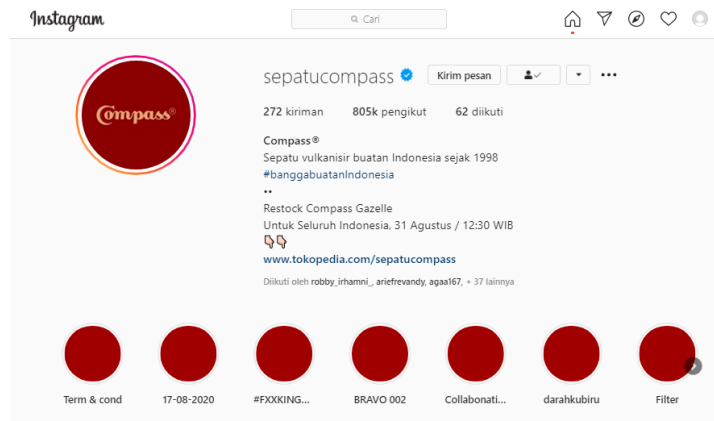 Instagram
Cari
Compass®
sepatucompass
Kirim pesan
272 kiriman 805k pengikut 62 diikuti
Compass®
Sepatu vulkanisir buatan Indonesia sejak 1998
#banggabuatanIndonesia
••
Restock Compass Gazelle
Untuk Seluruh Indonesia, 31 Agustus / 12:30 WIB
👇🏻👇🏻
www.tokopedia.com/sepatucompass
Diikuti oleh robby_irhamni_, ariefrevandy, agaa167, + 37 lainnya
Term & cond 17-08-2020 #FXXKING... BRAVO 002 Collabonati... darahkubiru Filter